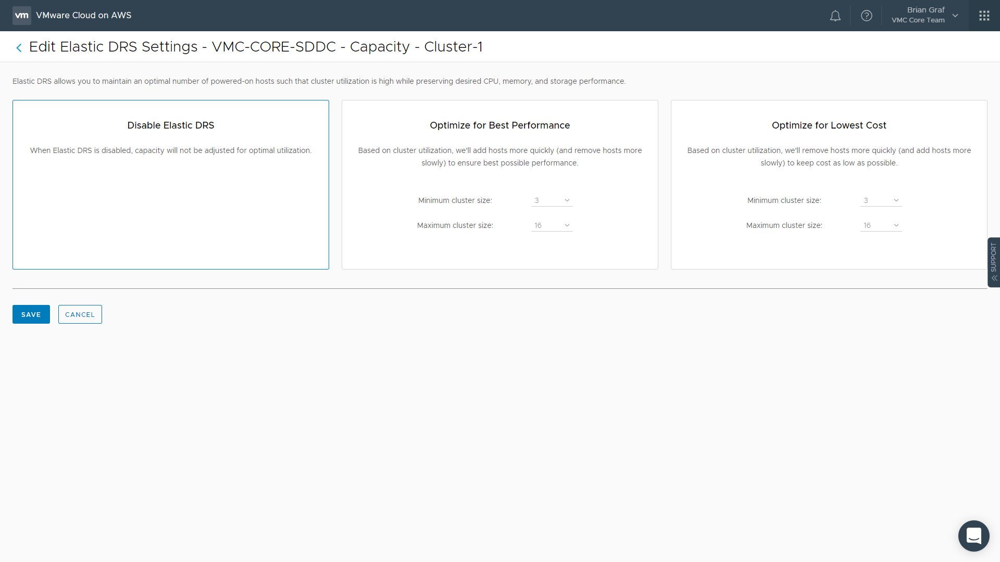 vm VMware Cloud on AWS
Brian Graf
VMC Core Team
Edit Elastic DRS Settings - VMC-CORE-SDDC - Capacity - Cluster-1
Elastic DRS allows you to maintain an optimal number of powered-on hosts such that cluster utilization is high while preserving desired CPU, memory, and storage performance.
Disable Elastic DRS
When Elastic DRS is disabled, capacity will not be adjusted for optimal utilization.
Optimize for Best Performance
Based on cluster utilization, we'll add hosts more quickly (and remove hosts more
slowly) to ensure best possible performance.
Minimum cluster size: 3
Maximum cluster size: 16
Optimize for Lowest Cost
Based on cluster utilization, we'll remove hosts more quickly (and add hosts more
slowly) to keep cost as low as possible.
Minimum cluster size: 3
Maximum cluster size: 16
SUPPORT
SAVE
CANCEL